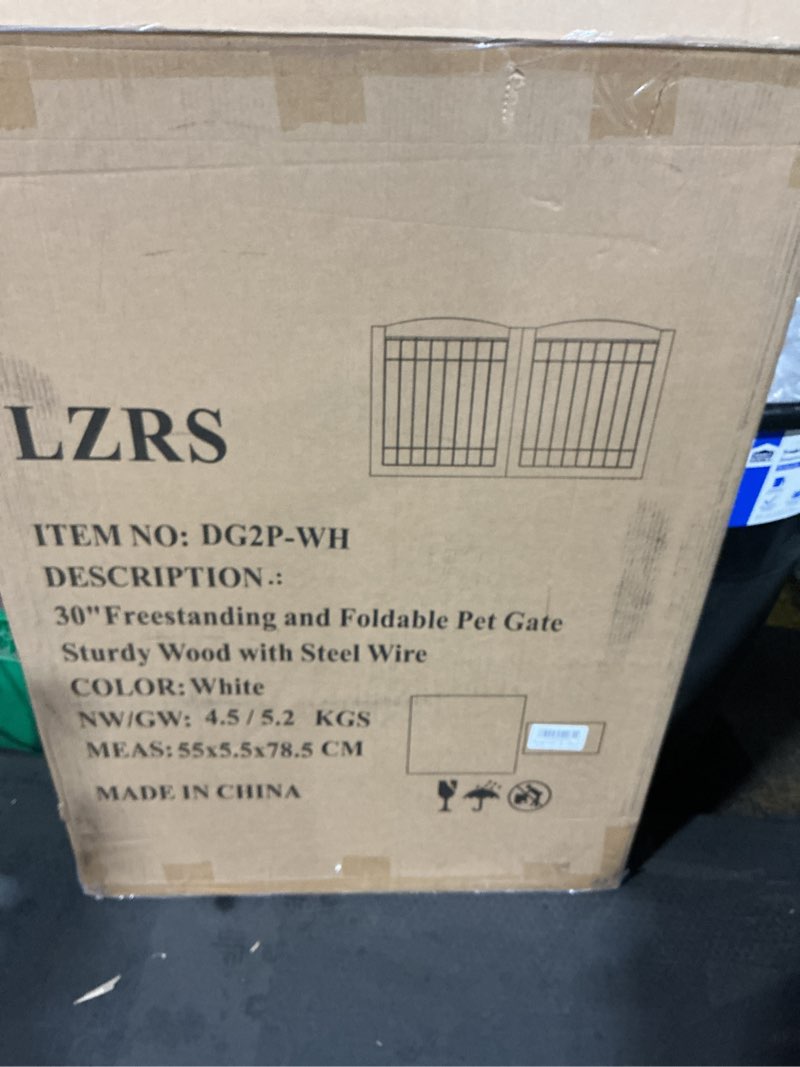 LZRS
ITEM NO: DG2P-WH
DESCRIPTION.:
30"Freestanding and Foldable Pet Gate
Sturdy Wood with Steel Wire
COLOR: White
NW/GW: 4.5 / 5.2 KGS
MEAS: 55x5.5x78.5 CM
MADE IN CHINA